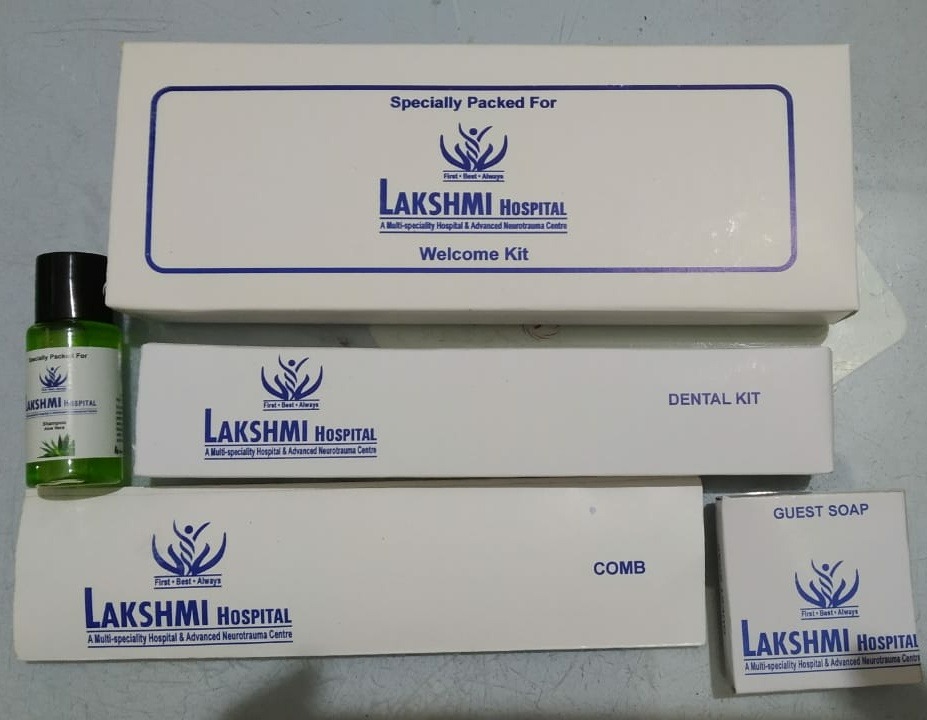 Specially Packed For
First • Best • Always
LAKSHMI HOSPITAL
A Multi-speciality Hospital & Advanced Neurotrauma Centre
Welcome Kit
Specially Packed For
LAKSHMI HOSPITAL
Shampoo
Aloe Vera
First • Best • Always
LAKSHMI HOSPITAL
A Multi-speciality Hospital & Advanced Neurotrauma Centre
DENTAL KIT
First • Best • Always
LAKSHMI HOSPITAL
A Multi-speciality Hospital & Advanced Neurotrauma Centre
COMB
GUEST SOAP
First • Best • Always
LAKSHMI HOSPITAL
A Multi-speciality Hospital & Advanced Neurotrauma Centre